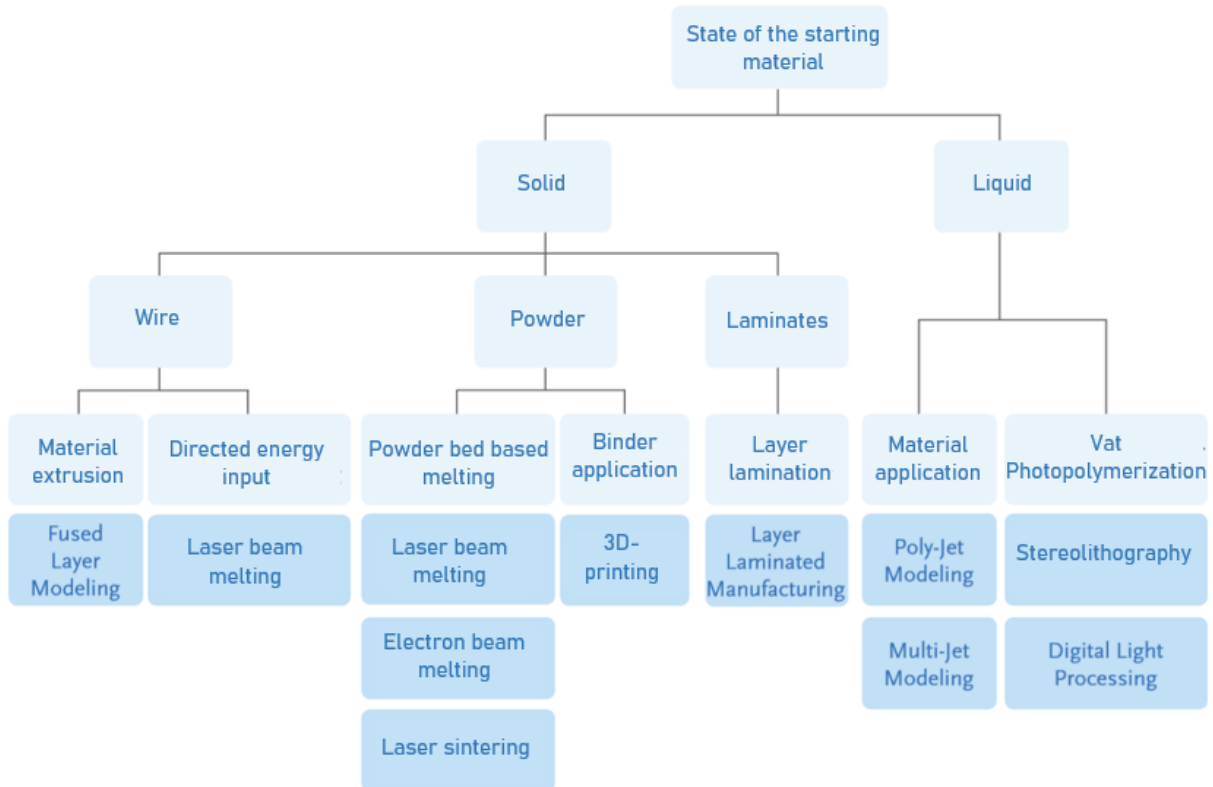 State of the starting
material
Solid
Liquid
Wire
Powder
Laminates
Material
extrusion
Directed energy
input
Powder bed based
melting
Binder
application
Layer
lamination
Material
application
Vat
Photopolymerization
Fused
Layer
Modeling
Laser beam
melting
Laser beam
melting
3D-
printing
Layer
Laminated
Manufacturing
Poly-Jet
Modeling
Stereolithography
Electron beam
melting
Multi-Jet
Modeling
Digital Light
Processing
Laser sintering